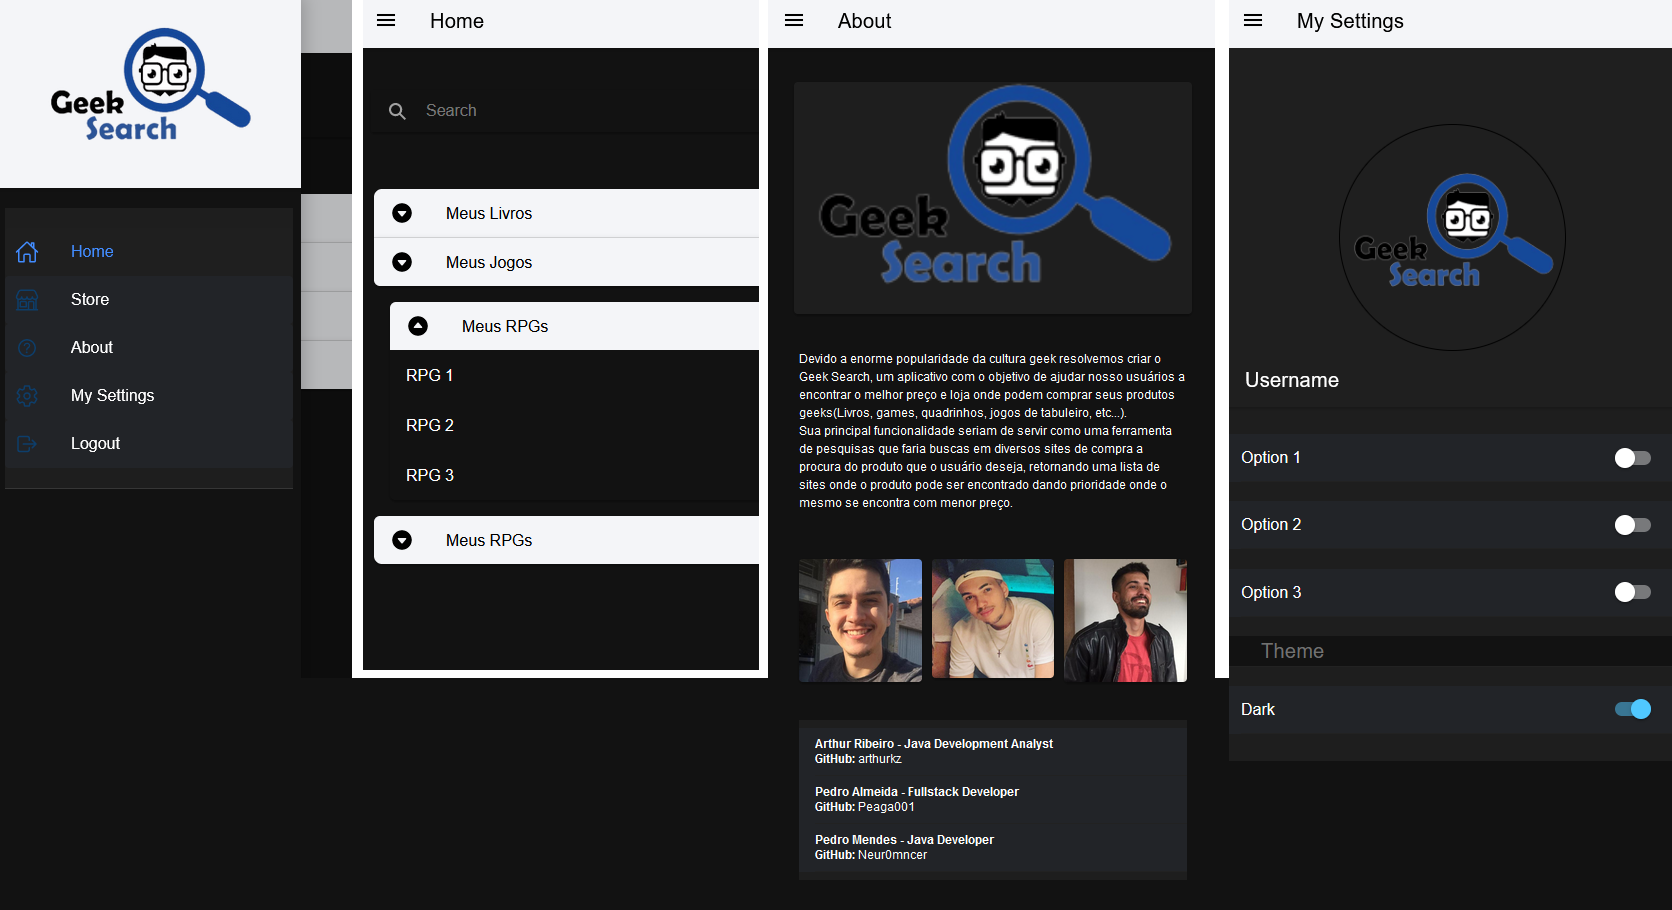 Geek
Search
Home
Store
About
My Settings
Logout
Home
Search
Meus Livros
Meus Jogos
Meus RPGs
RPG 1
RPG 2
RPG 3
Meus RPGs
About
Geek
Search
Devido a enorme popularidade da cultura geek resolvemos criar o
Geek Search, um aplicativo com o objetivo de ajudar nosso usuários a
encontrar o melhor preço e loja onde podem comprar seus produtos
geeks(Livros, games, quadrinhos, jogos de tabuleiro, etc...).
Sua principal funcionalidade seriam de servir como uma ferramenta
de pesquisas que faria buscas em diversos sites de compra a
procura do produto que o usuário deseja, retornando uma lista de
sites onde o produto pode ser encontrado dando prioridade onde o
mesmo se encontra com menor preço.
Arthur Ribeiro - Java Development Analyst
GitHub: arthurkz
Pedro Almeida - Fullstack Developer
GitHub: Peaga001
Pedro Mendes - Java Developer
GitHub: Neur0mncer
My Settings
Geek
Search
Username
Option 1
Option 2
Option 3
Theme
Dark